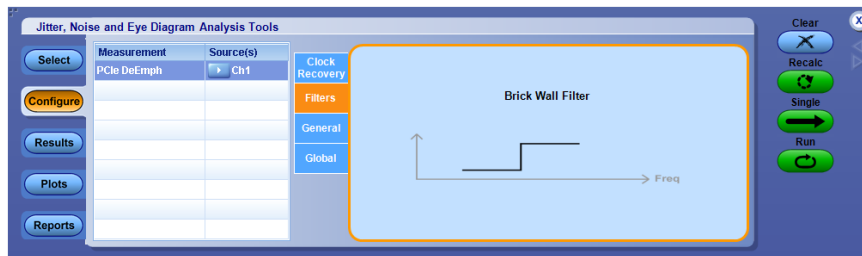 Jitter, Noise and Eye Diagram Analysis Tools
Clear
X
Select
Measurement
Source(s)
PCIe DeEmph
Ch1
Clock
Recovery
Recalc
Configure
Filters
Brick Wall Filter
Single
Results
General
Global
Freq
Run
Plots
Reports